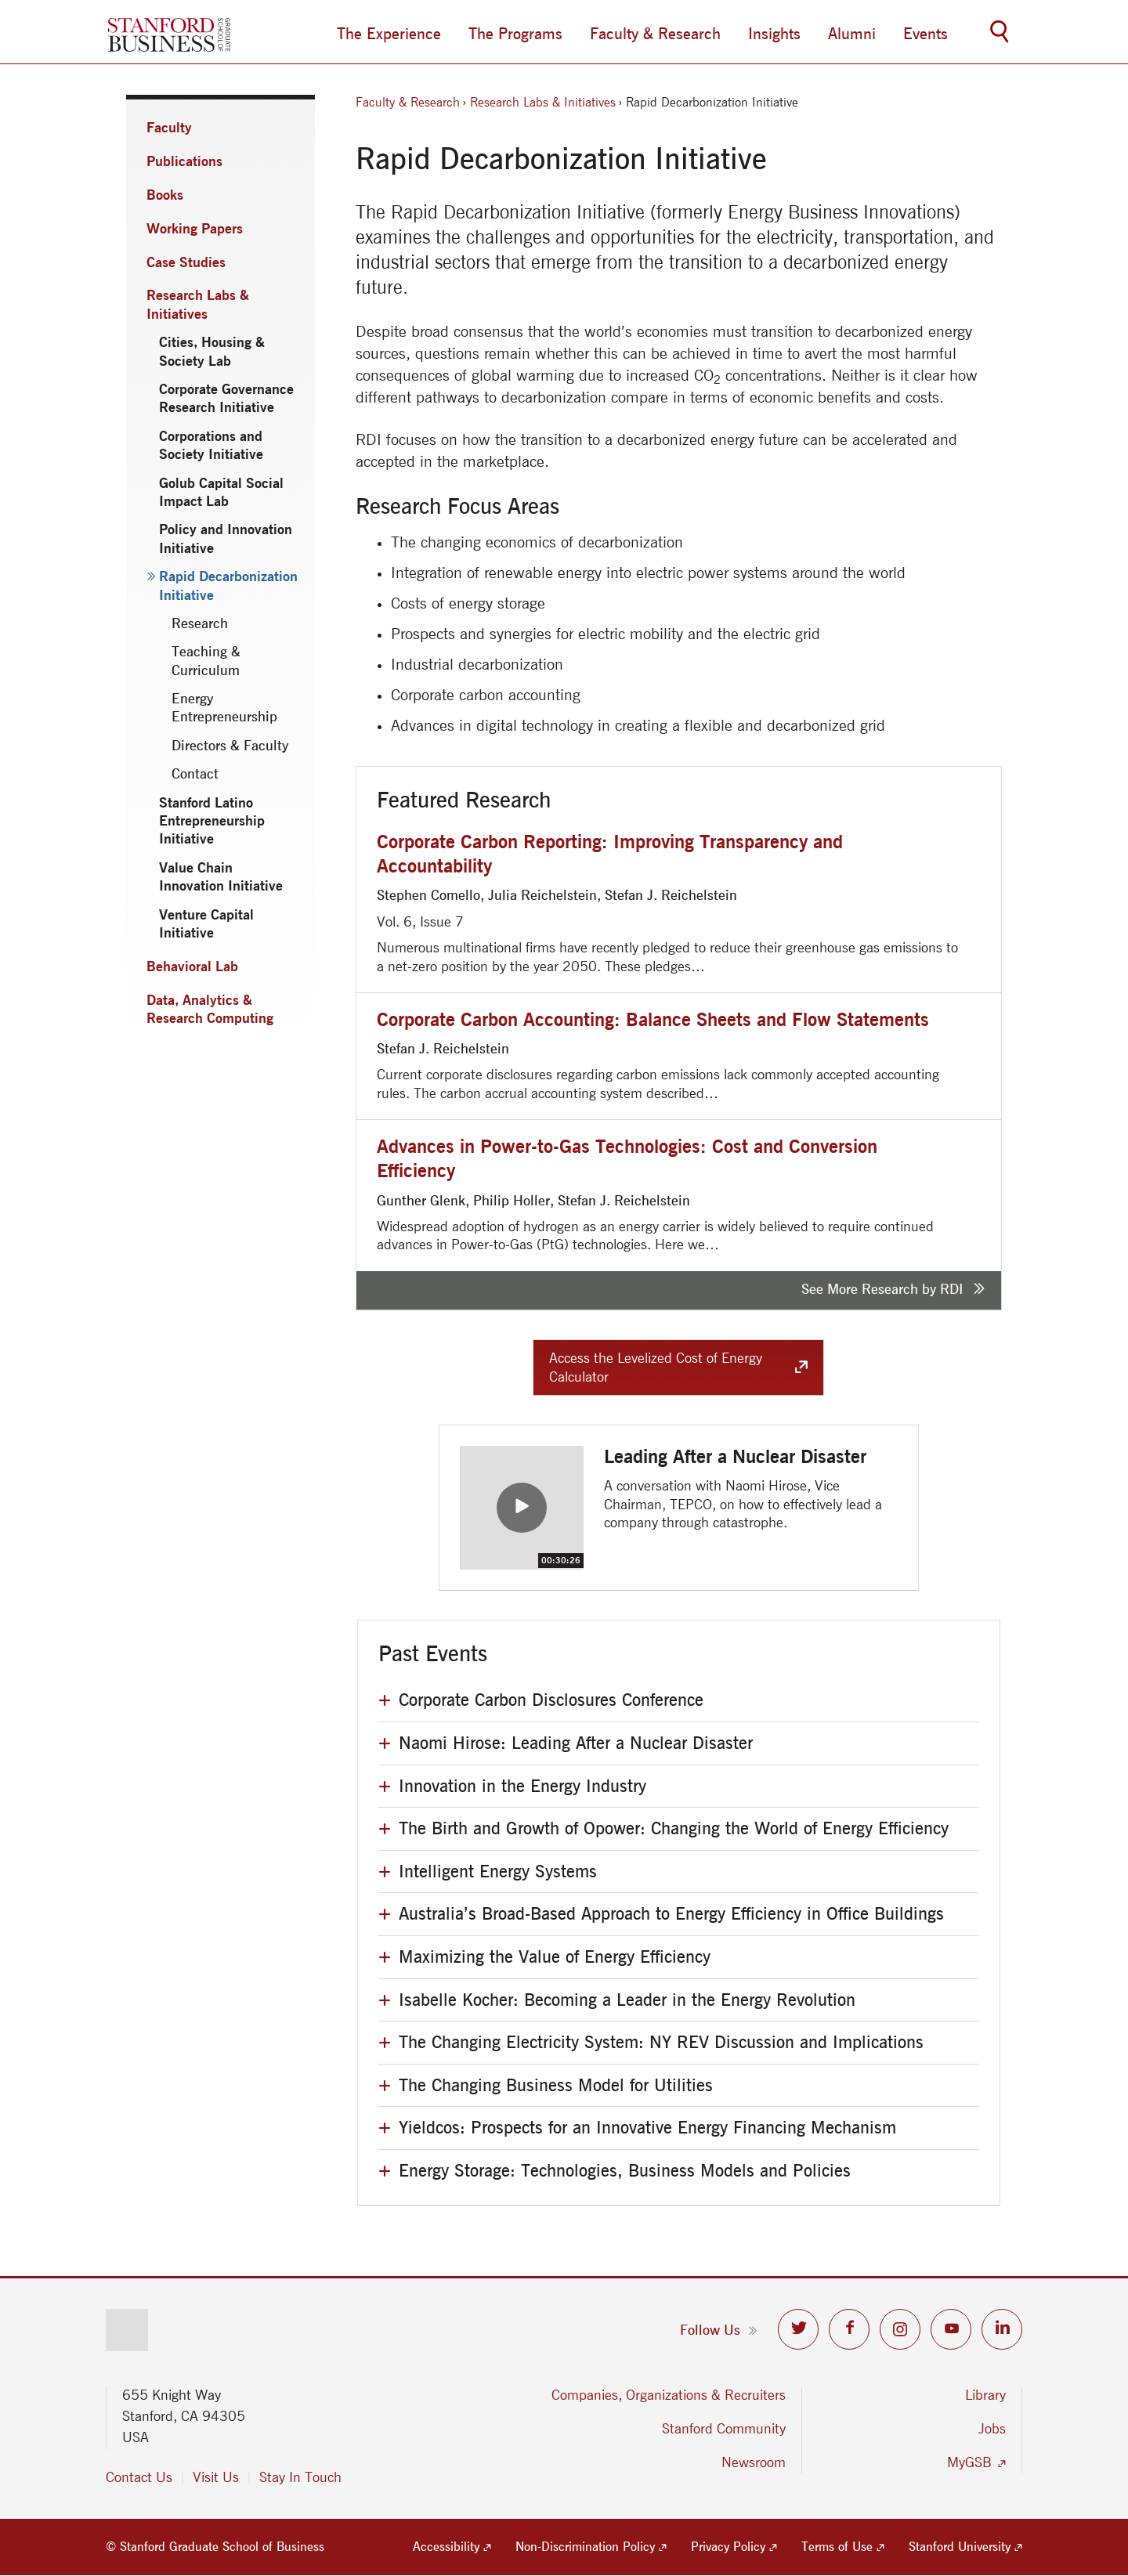 STANFORD
BUSINESS
GRADUATE
SCHOOL OF
The Experience
The Programs
Faculty & Research
Insights
Alumni
Events
Faculty
Publications
Books
Working Papers
Case Studies
Research Labs &
Initiatives
Cities, Housing &
Society Lab
Corporate Governance
Research Initiative
Corporations and
Society Initiative
Golub Capital Social
Impact Lab
Policy and Innovation
Initiative
» Rapid Decarbonization
Initiative
Research
Teaching &
Curriculum
Energy
Entrepreneurship
Directors & Faculty
Contact
Stanford Latino
Entrepreneurship
Initiative
Value Chain
Innovation Initiative
Venture Capital
Initiative
Behavioral Lab
Data, Analytics &
Research Computing
Faculty & Research › Research Labs & Initiatives › Rapid Decarbonization Initiative
Rapid Decarbonization Initiative
The Rapid Decarbonization Initiative (formerly Energy Business Innovations)
examines the challenges and opportunities for the electricity, transportation, and
industrial sectors that emerge from the transition to a decarbonized energy
future.
Despite broad consensus that the world’s economies must transition to decarbonized energy
sources, questions remain whether this can be achieved in time to avert the most harmful
consequences of global warming due to increased CO₂ concentrations. Neither is it clear how
different pathways to decarbonization compare in terms of economic benefits and costs.
RDI focuses on how the transition to a decarbonized energy future can be accelerated and
accepted in the marketplace.
Research Focus Areas
• The changing economics of decarbonization
• Integration of renewable energy into electric power systems around the world
• Costs of energy storage
• Prospects and synergies for electric mobility and the electric grid
• Industrial decarbonization
• Corporate carbon accounting
• Advances in digital technology in creating a flexible and decarbonized grid
Featured Research
Corporate Carbon Reporting: Improving Transparency and
Accountability
Stephen Comello, Julia Reichelstein, Stefan J. Reichelstein
Vol. 6, Issue 7
Numerous multinational firms have recently pledged to reduce their greenhouse gas emissions to
a net-zero position by the year 2050. These pledges…
Corporate Carbon Accounting: Balance Sheets and Flow Statements
Stefan J. Reichelstein
Current corporate disclosures regarding carbon emissions lack commonly accepted accounting
rules. The carbon accrual accounting system described…
Advances in Power-to-Gas Technologies: Cost and Conversion
Efficiency
Gunther Glenk, Philip Holler, Stefan J. Reichelstein
Widespread adoption of hydrogen as an energy carrier is widely believed to require continued
advances in Power-to-Gas (PtG) technologies. Here we…
See More Research by RDI »
Access the Levelized Cost of Energy
Calculator
00:30:26
Leading After a Nuclear Disaster
A conversation with Naomi Hirose, Vice
Chairman, TEPCO, on how to effectively lead a
company through catastrophe.
Past Events
+ Corporate Carbon Disclosures Conference
+ Naomi Hirose: Leading After a Nuclear Disaster
+ Innovation in the Energy Industry
+ The Birth and Growth of Opower: Changing the World of Energy Efficiency
+ Intelligent Energy Systems
+ Australia’s Broad-Based Approach to Energy Efficiency in Office Buildings
+ Maximizing the Value of Energy Efficiency
+ Isabelle Kocher: Becoming a Leader in the Energy Revolution
+ The Changing Electricity System: NY REV Discussion and Implications
+ The Changing Business Model for Utilities
+ Yieldcos: Prospects for an Innovative Energy Financing Mechanism
+ Energy Storage: Technologies, Business Models and Policies
Follow Us »
655 Knight Way
Stanford, CA 94305
USA
Contact Us
Visit Us
Stay In Touch
Companies, Organizations & Recruiters
Stanford Community
Newsroom
Library
Jobs
MyGSB
© Stanford Graduate School of Business
Accessibility
Non-Discrimination Policy
Privacy Policy
Terms of Use
Stanford University